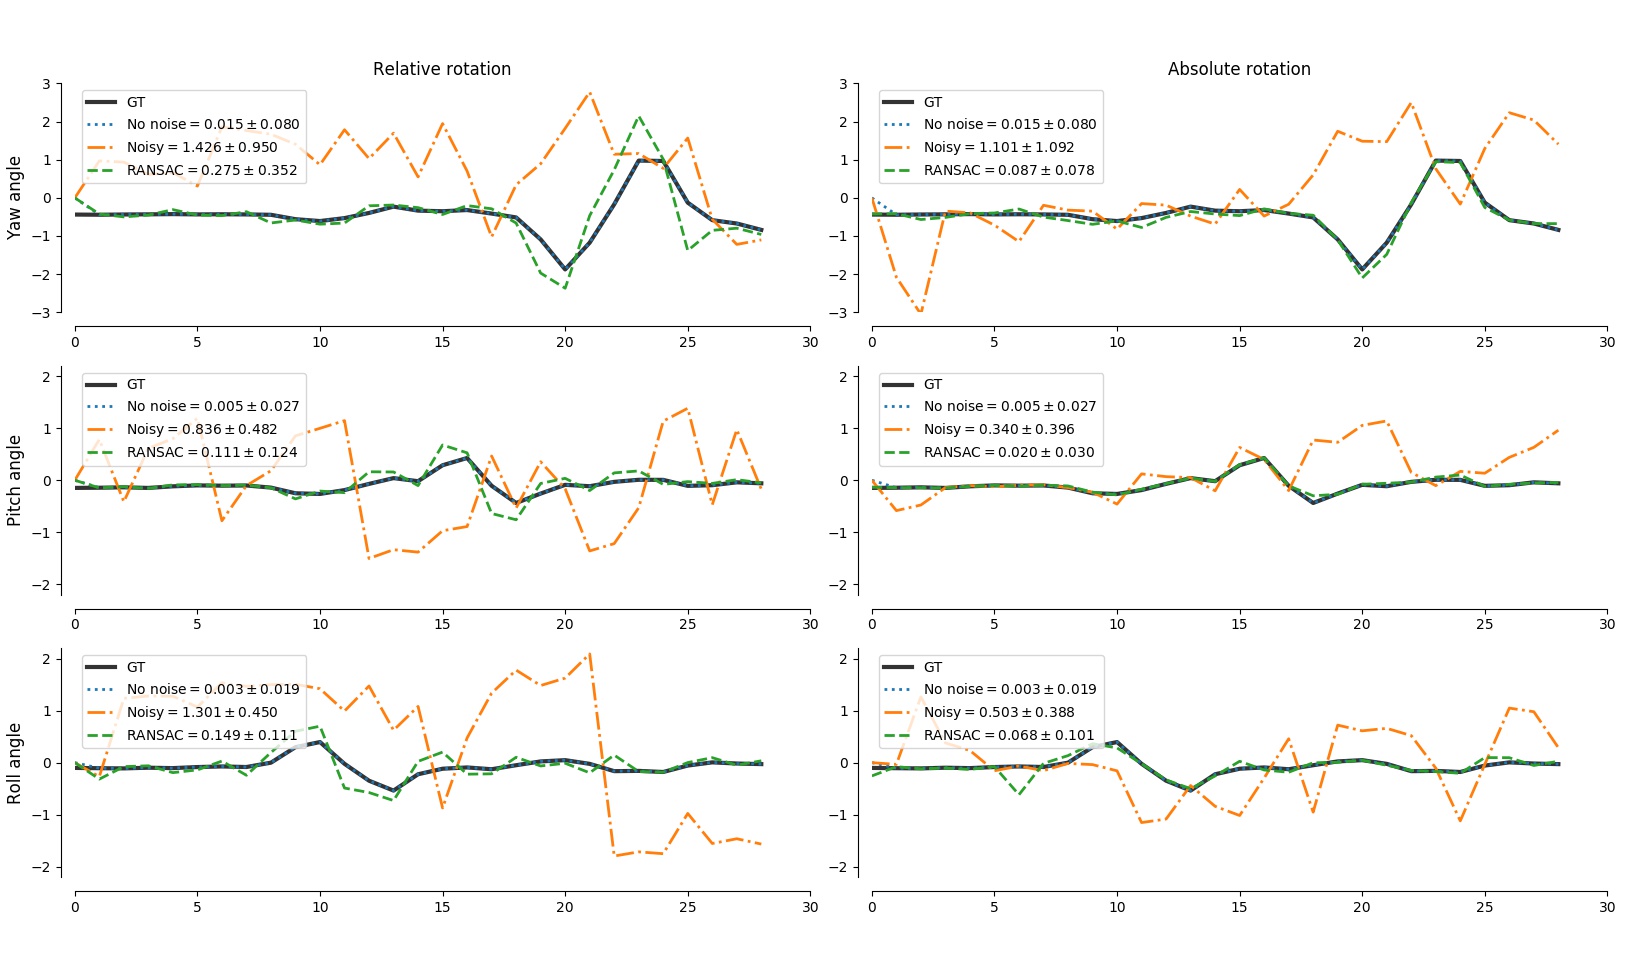 Relative rotation
Yaw angle
3
2
1
0
−1
−2
−3
GT
No noise = 0.015 ± 0.080
Noisy = 1.426 ± 0.950
RANSAC = 0.275 ± 0.352
0 5 10 15 20 25 30
Absolute rotation
3
2
1
0
−1
−2
−3
GT
No noise = 0.015 ± 0.080
Noisy = 1.101 ± 1.092
RANSAC = 0.087 ± 0.078
0 5 10 15 20 25 30
Pitch angle
2
1
0
−1
−2
GT
No noise = 0.005 ± 0.027
Noisy = 0.836 ± 0.482
RANSAC = 0.111 ± 0.124
0 5 10 15 20 25 30
2
1
0
−1
−2
GT
No noise = 0.005 ± 0.027
Noisy = 0.340 ± 0.396
RANSAC = 0.020 ± 0.030
0 5 10 15 20 25 30
Roll angle
2
1
0
−1
−2
GT
No noise = 0.003 ± 0.019
Noisy = 1.301 ± 0.450
RANSAC = 0.149 ± 0.111
0 5 10 15 20 25 30
2
1
0
−1
−2
GT
No noise = 0.003 ± 0.019
Noisy = 0.503 ± 0.388
RANSAC = 0.068 ± 0.101
0 5 10 15 20 25 30